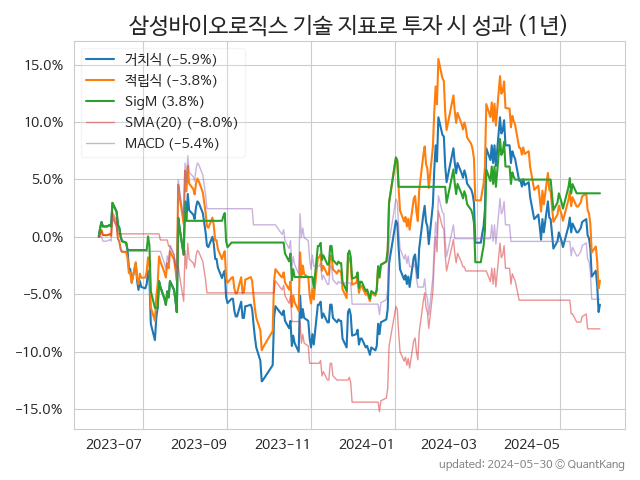 삼성바이오로직스 기술 지표로 투자 시 성과 (1년)
거치식 (−5.9%)
적립식 (−3.8%)
SigM (3.8%)
SMA(20) (−8.0%)
MACD (−5.4%)
15.0%
10.0%
5.0%
0.0%
−5.0%
−10.0%
−15.0%
2023-07 2023-09 2023-11 2024-01 2024-03 2024-05
updated: 2024-05-30 ⓒ QuantKang